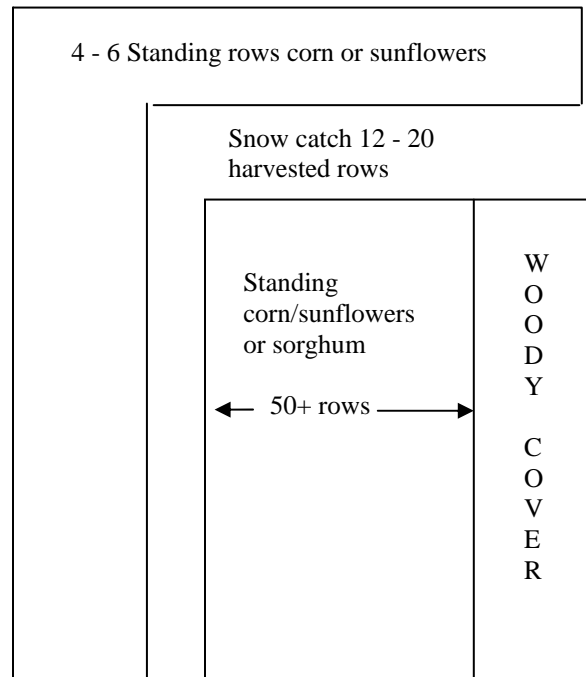 4 - 6 Standing rows corn or sunflowers
Snow catch 12 - 20
harvested rows
Standing
corn/sunflowers
or sorghum
50+ rows
W
O
O
D
Y
C
O
V
E
R